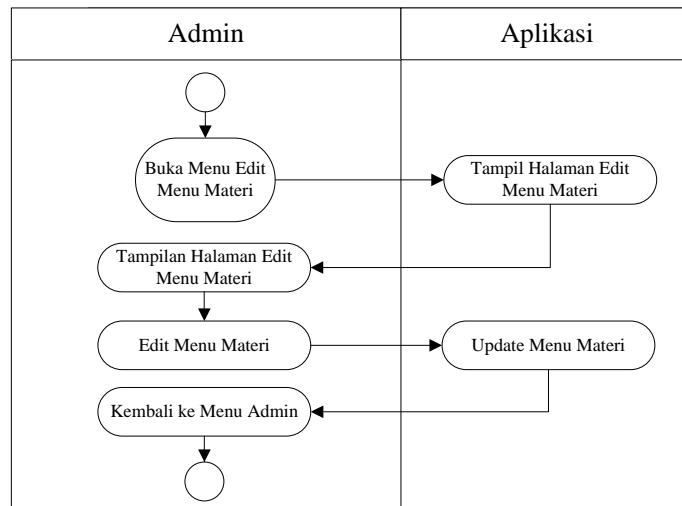 Admin
Aplikasi
Buka Menu Edit
Menu Materi
Tampil Halaman Edit
Menu Materi
Tampilan Halaman Edit
Menu Materi
Edit Menu Materi
Update Menu Materi
Kembali ke Menu Admin